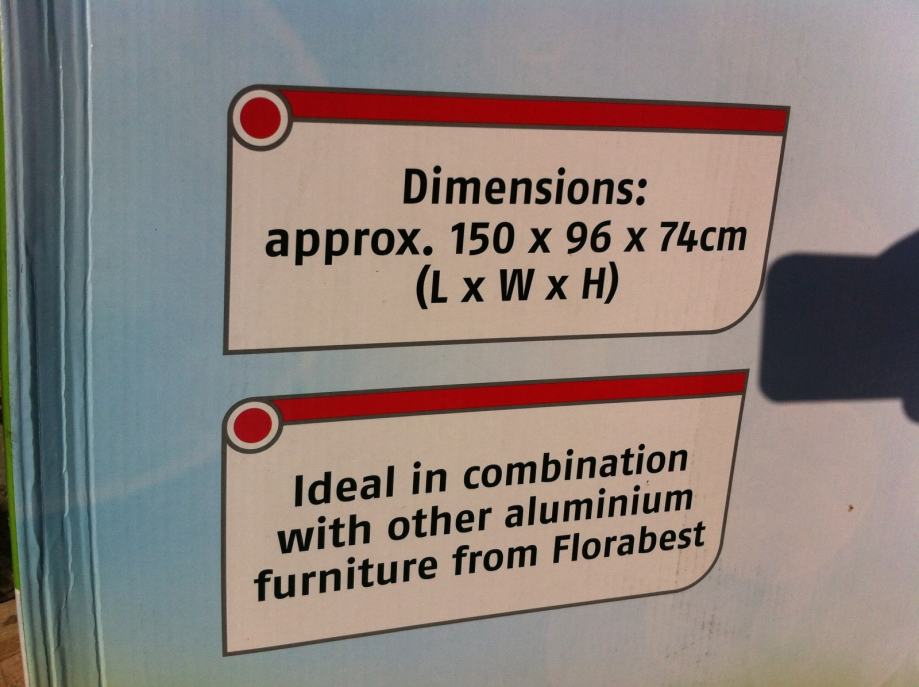 Dimensions:
approx. 150 x 96 x 74cm
(L x W x H)
Ideal in combination
with other aluminium
furniture from Florabest